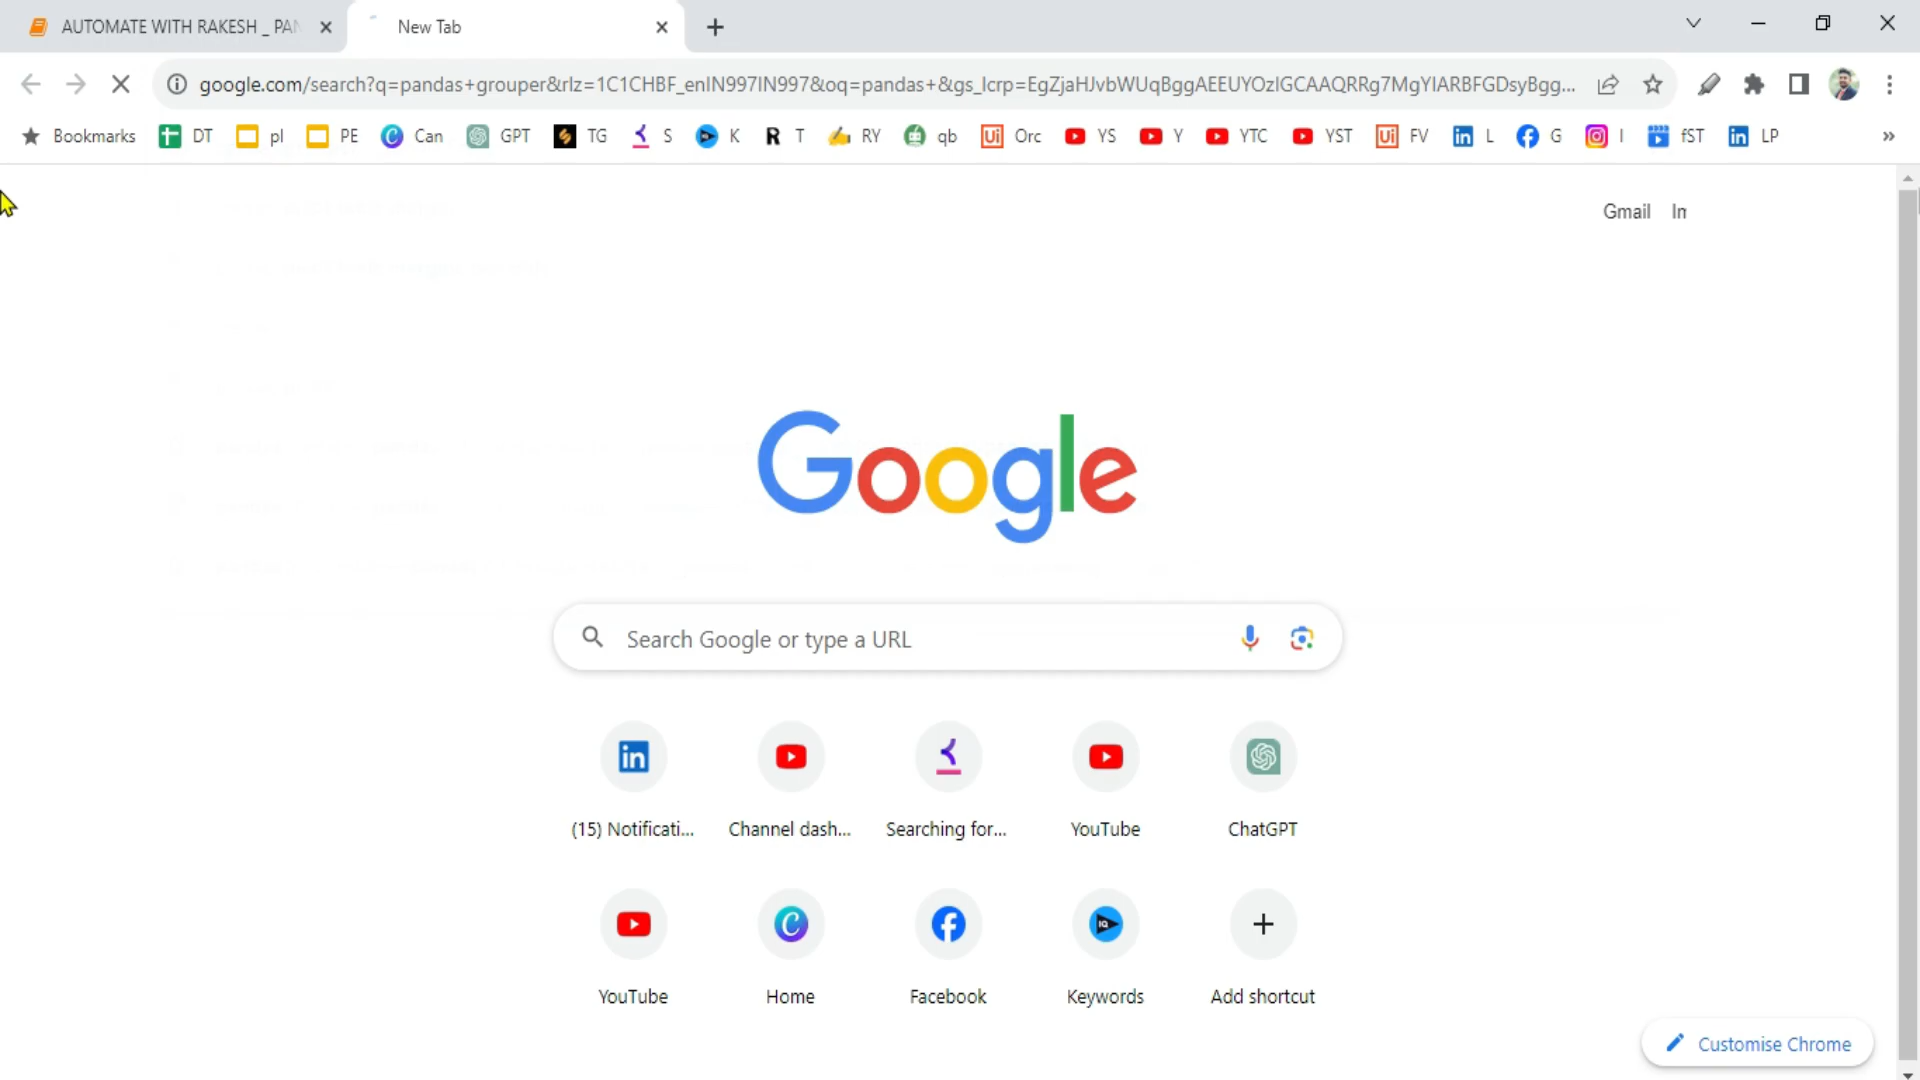 AUTOMATE WITH RAKESH _ PAN
New Tab
google.com/search?q=pandas+grouper&rlz=1C1CHBF_enIN997IN997&oq=pandas+&gs_lcrp=EgZjaHJvbWUqBggAEEUYOzIGCAAQRRg7MgYIARBFGDsyBgg...
Bookmarks DT pl PE Can GPT TG S K T RY qb Orc YS Y YTC YST FV L G I fST LP »
Gmail Im
Google
Search Google or type a URL
(15) Notificati... Channel dash... Searching for... YouTube ChatGPT
YouTube Home Facebook Keywords Add shortcut
Customise Chrome